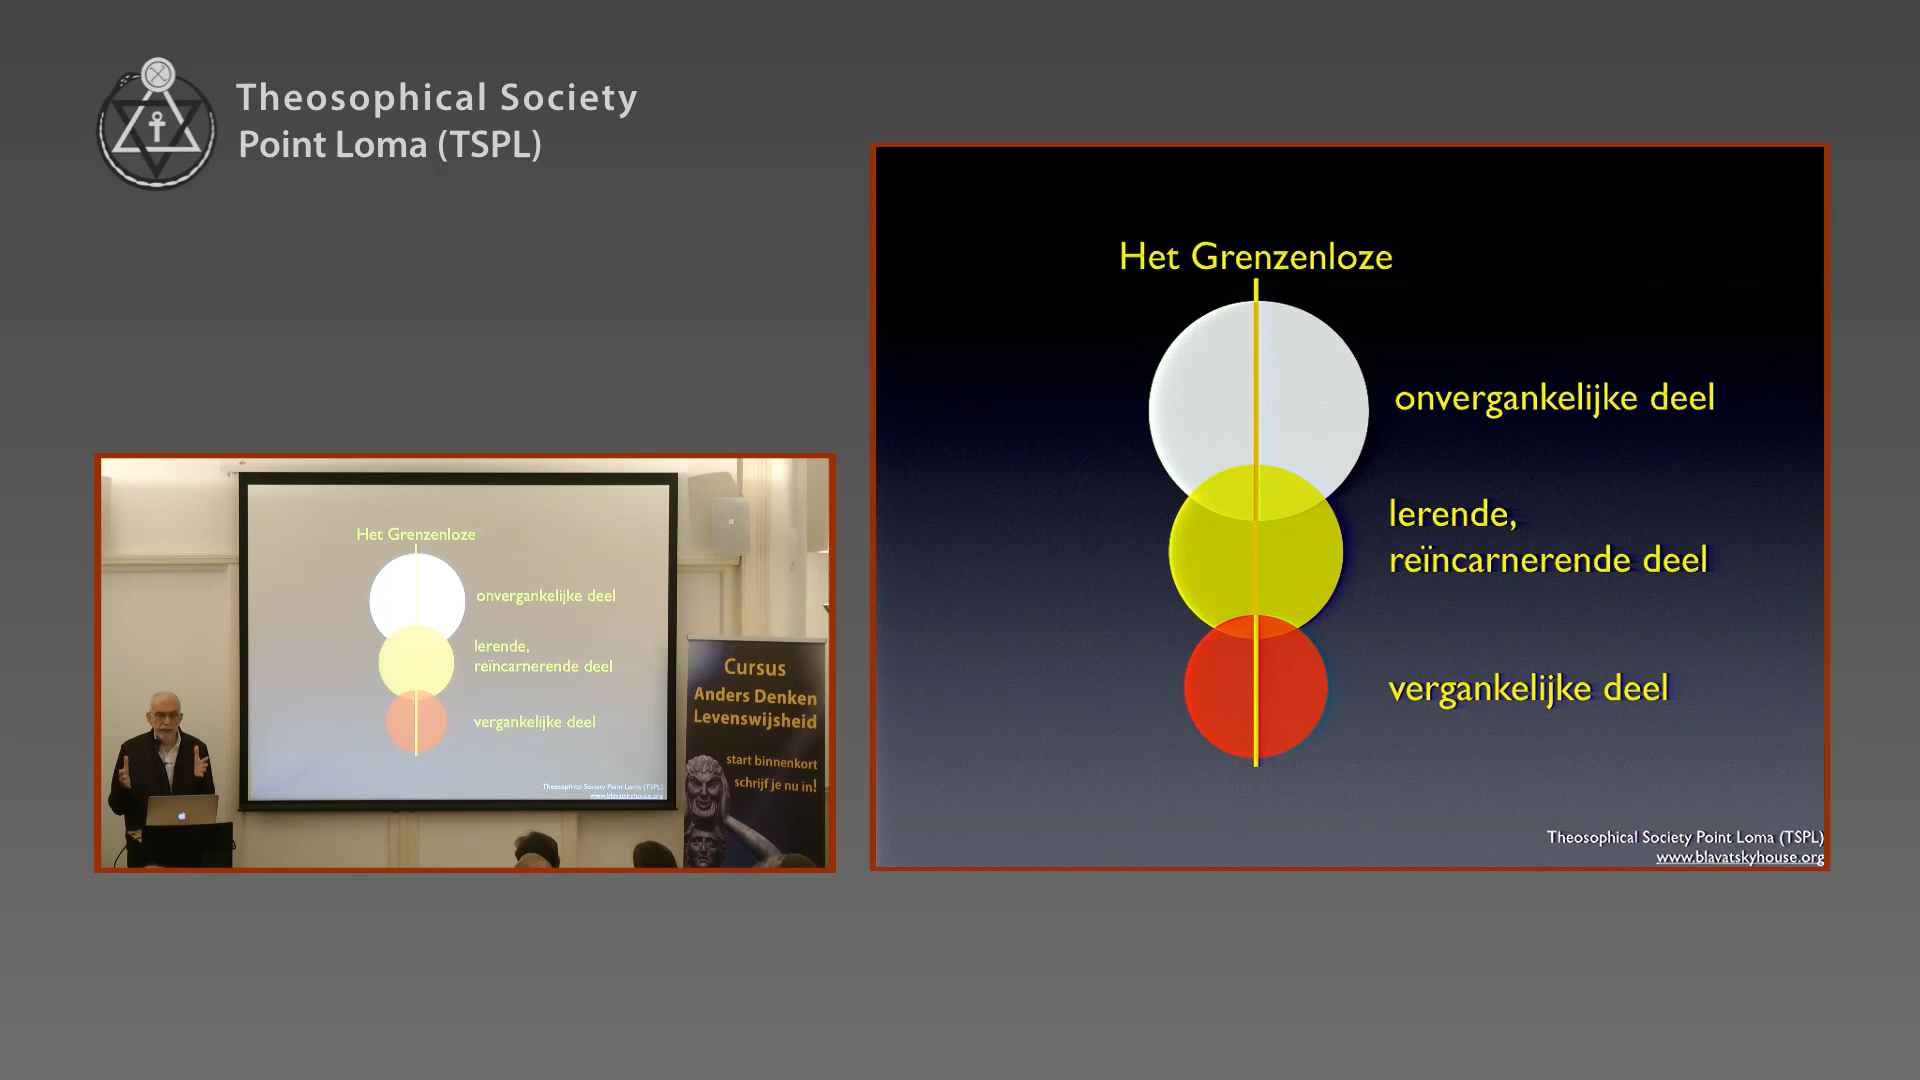 Theosophical Society
Point Loma (TSPL)
Het Grenzenloze
onvergankelijke deel
lerende,
reïncarnerende deel
vergankelijke deel
Theosophical Society Point Loma (TSPL)
www.blavatskyhouse.org
Het Grenzenloze
onvergankelijke deel
lerende,
reïncarnerende deel
vergankelijke deel
Theosophical Society Point Loma (TSPL)
www.blavatskyhouse.org
Cursus
Anders Denken
Levenswijsheid
start binnenkort
schrijf je nu in!